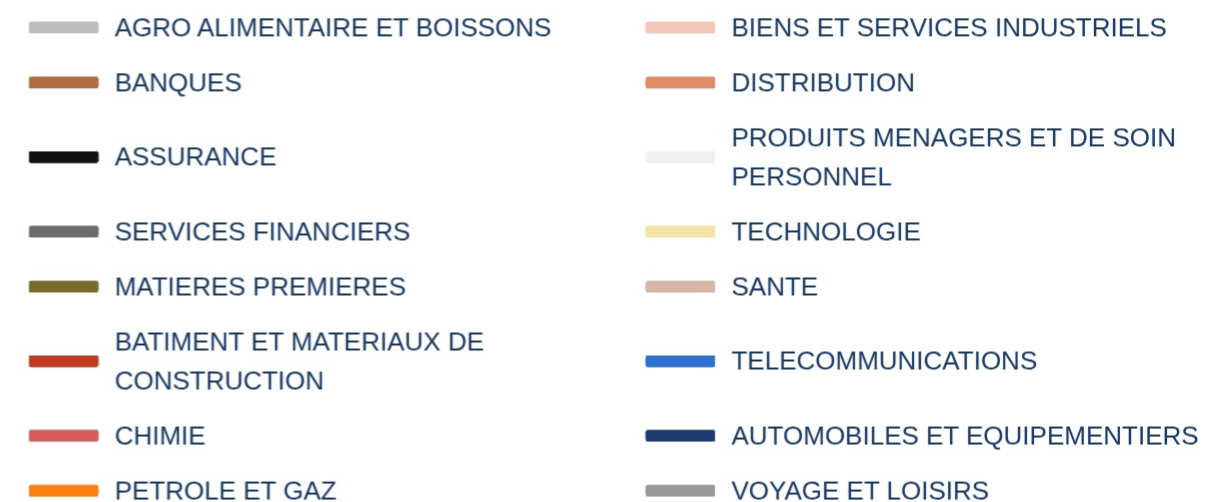 AGRO ALIMENTAIRE ET BOISSONS
BANQUES
ASSURANCE
SERVICES FINANCIERS
MATIERES PREMIERES
BATIMENT ET MATERIAUX DE
CONSTRUCTION
CHIMIE
PETROLE ET GAZ
BIENS ET SERVICES INDUSTRIELS
DISTRIBUTION
PRODUITS MENAGERS ET DE SOIN
PERSONNEL
TECHNOLOGIE
SANTE
TELECOMMUNICATIONS
AUTOMOBILES ET EQUIPEMENTIERS
VOYAGE ET LOISIRS